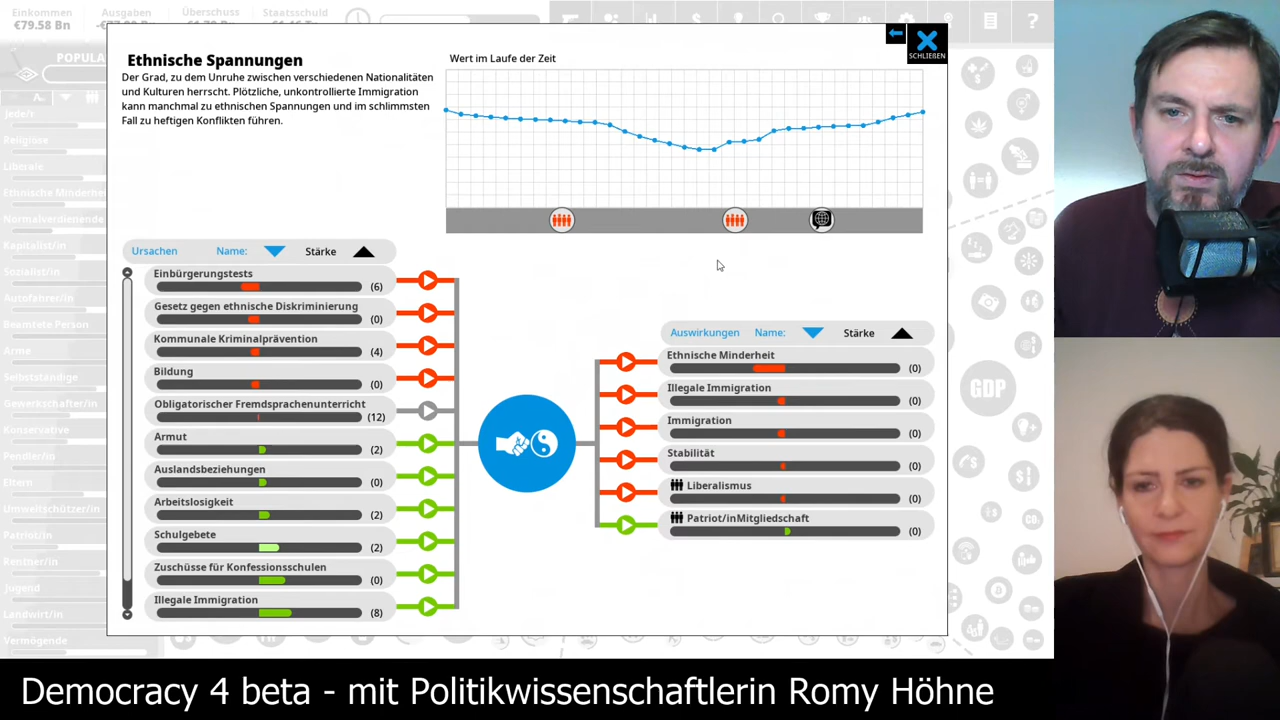 Einkommen
€79.58 Bn
Ausgaben
Überschuss
Staatsschuld
POPULA
Jede/r
Religiöse
Liberale
Ethnische Minderhei
Normalverdienende
Kapitalist/in
Sozialist/in
Autofahrer/in
Beamtete Person
Arme
Selbstständige
Gewerkschafter/in
Konservative
Pendler/in
Eltern
Umweltschützer/in
Patriot/in
Rentner/in
Jugend
Landwirt/in
Vermögende
GDP
SCHLIEßEN
Ethnische Spannungen
Der Grad, zu dem Unruhe zwischen verschiedenen Nationalitäten
und Kulturen herrscht. Plötzliche, unkontrollierte Immigration
kann manchmal zu ethnischen Spannungen und im schlimmsten
Fall zu heftigen Konflikten führen.
Wert im Laufe der Zeit
Ursachen Name: Stärke
Einbürgerungstests
(6)
Gesetz gegen ethnische Diskriminierung
(0)
Kommunale Kriminalprävention
(4)
Bildung
(0)
Obligatorischer Fremdsprachenunterricht
(12)
Armut
(2)
Auslandsbeziehungen
(0)
Arbeitslosigkeit
(2)
Schulgebete
(2)
Zuschüsse für Konfessionsschulen
(0)
Illegale Immigration
(8)
Auswirkungen Name: Stärke
Ethnische Minderheit
(0)
Illegale Immigration
(0)
Immigration
(0)
Stabilität
(0)
Liberalismus
(0)
Patriot/inMitgliedschaft
(0)
Democracy 4 beta - mit Politikwissenschaftlerin Romy Höhne